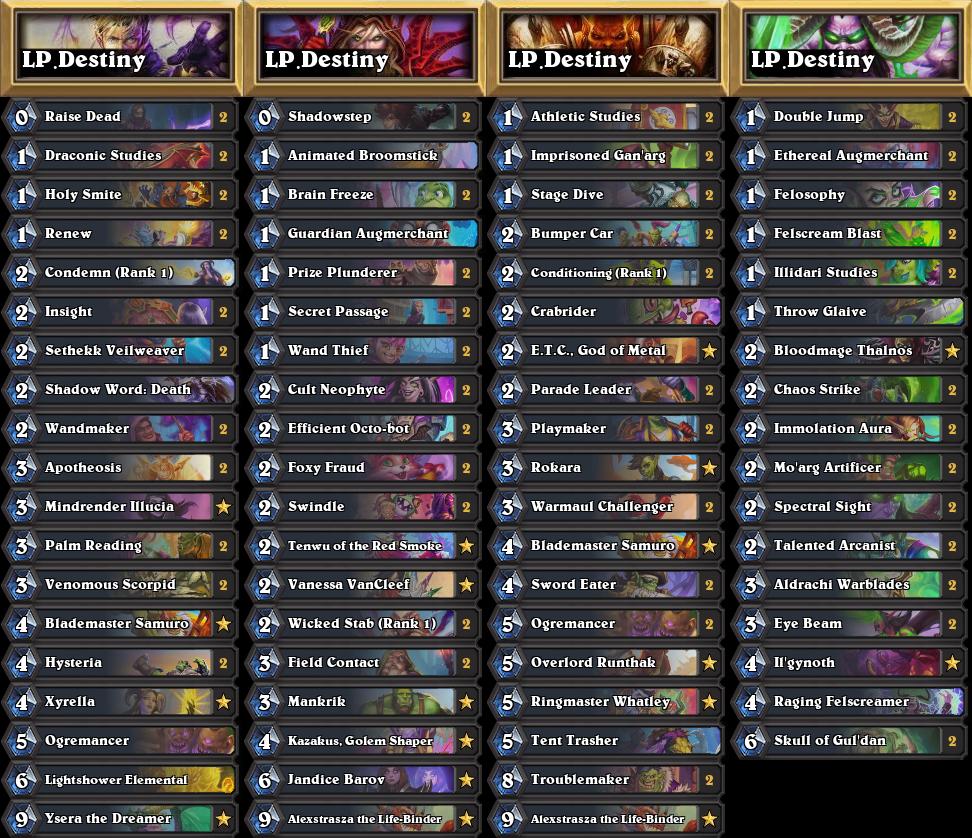 LP.Destiny
0 Raise Dead 2
1 Draconic Studies 2
1 Holy Smite 2
1 Renew 2
2 Condemn (Rank 1)
2 Insight 2
2 Sethekk Veilweaver 2
2 Shadow Word: Death
2 Wandmaker 2
3 Apotheosis 2
3 Mindrender Illucia
3 Palm Reading 2
3 Venomous Scorpid 2
4 Blademaster Samuro
4 Hysteria 2
4 Xyrella
5 Ogremancer
6 Lightshower Elemental
9 Ysera the Dreamer
LP.Destiny
0 Shadowstep 2
1 Animated Broomstick
1 Brain Freeze 2
1 Guardian Augmerchant
1 Prize Plunderer 2
1 Secret Passage 2
1 Wand Thief 2
2 Cult Neophyte 2
2 Efficient Octo-bot 2
2 Foxy Fraud 2
2 Swindle 2
2 Tenwu of the Red Smoke
2 Vanessa VanCleef
2 Wicked Stab (Rank 1) 2
3 Field Contact 2
3 Mankrik
4 Kazakus, Golem Shaper
6 Jandice Barov
9 Alexstrasza the Life-Binder
LP.Destiny
1 Athletic Studies 2
1 Imprisoned Gan'arg 2
1 Stage Dive 2
2 Bumper Car 2
2 Conditioning (Rank 1) 2
2 Crabrider
2 E.T.C., God of Metal
2 Parade Leader 2
3 Playmaker 2
3 Rokara
3 Warmaul Challenger 2
4 Blademaster Samuro
4 Sword Eater 2
5 Ogremancer 2
5 Overlord Runthak
5 Ringmaster Whatley
5 Tent Trasher
8 Troublemaker 2
9 Alexstrasza the Life-Binder
LP.Destiny
1 Double Jump 2
1 Ethereal Augmerchant 2
1 Felosophy 2
1 Felscream Blast 2
1 Illidari Studies 2
1 Throw Glaive
2 Bloodmage Thalnos
2 Chaos Strike 2
2 Immolation Aura 2
2 Mo'arg Artificer 2
2 Spectral Sight 2
2 Talented Arcanist 2
3 Aldrachi Warblades 2
3 Eye Beam 2
4 Il'gynoth
4 Raging Felscreamer
6 Skull of Gul'dan 2